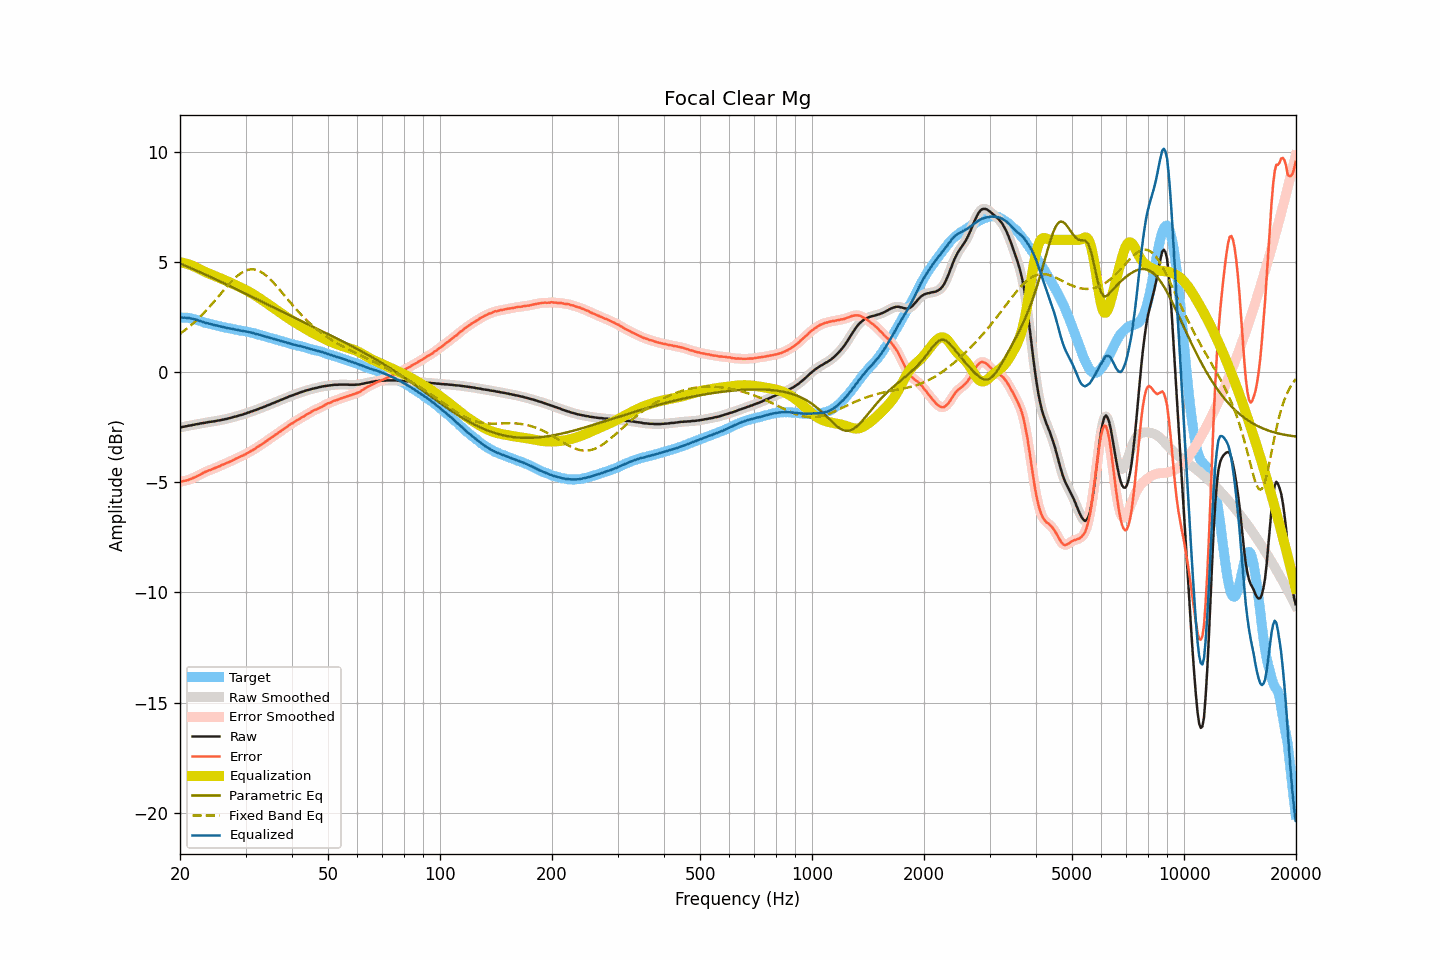 Focal Clear Mg
10
5
0
−5
−10
−15
−20
Amplitude (dBr)
Target
Raw Smoothed
Error Smoothed
Raw
Error
Equalization
Parametric Eq
Fixed Band Eq
Equalized
20 50 100 200 500 1000 2000 5000 10000 20000
Frequency (Hz)